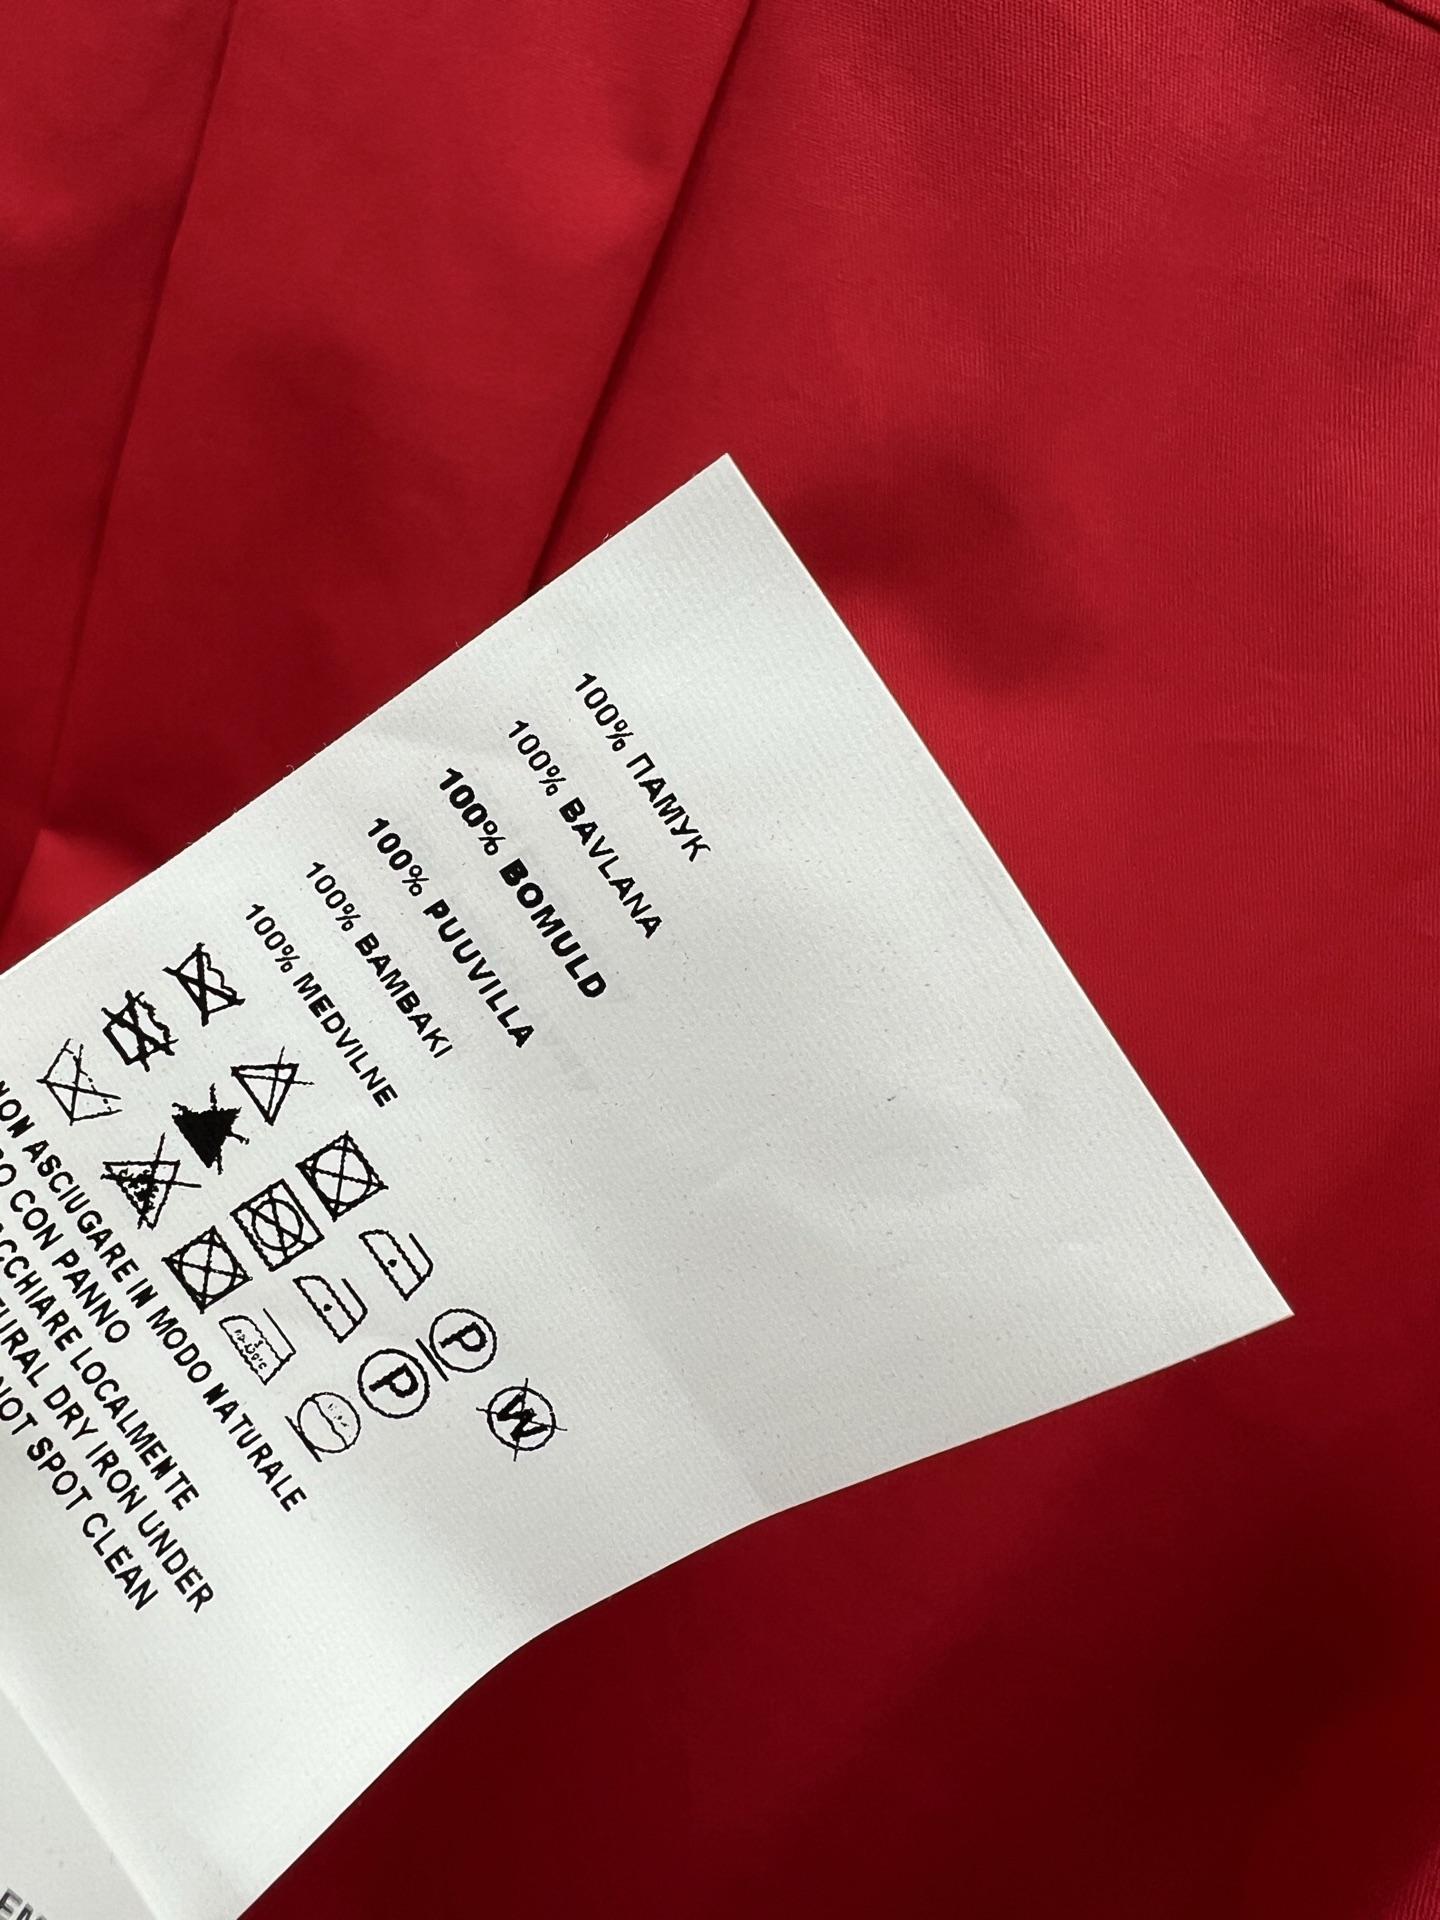 100% ПАМУК
100% BAVLANA
100% BOMULD
100% PUUVILLA
100% BAMBAKI
100% MEDVILNE
P W
P
NON ASCIUGARE IN MODO NATURALE
CON PANNO
LOCALMENTE
DRY IRON UNDER
NOT SPOT CLEAN